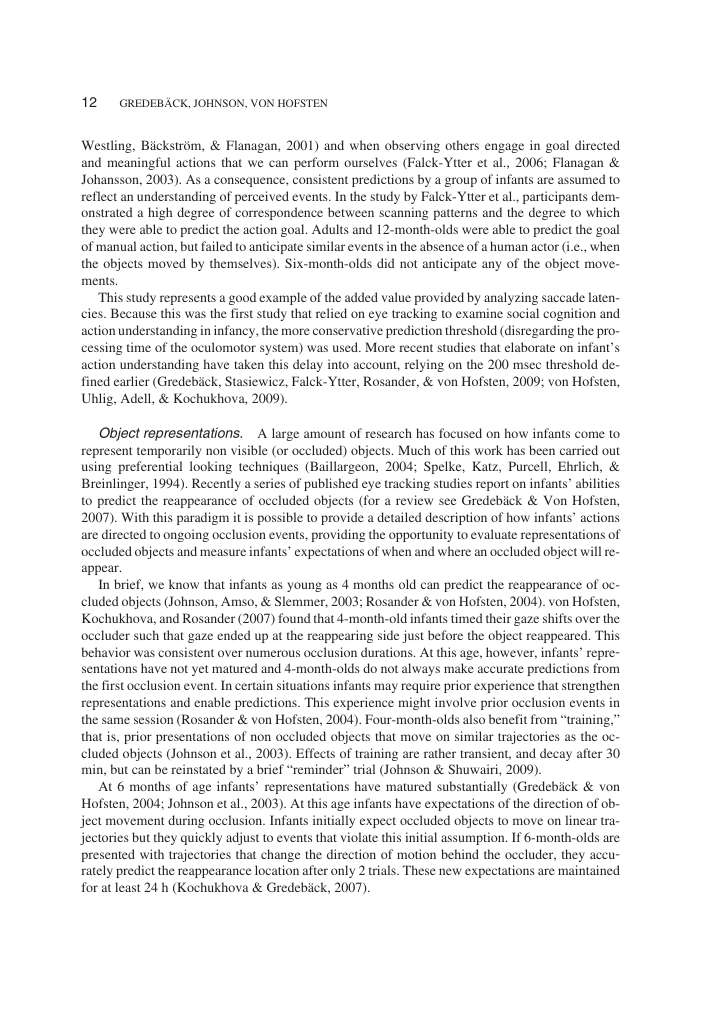 12 GREDEBÄCK, JOHNSON, VON HOFSTEN
Westling, Bäckström, & Flanagan, 2001) and when observing others engage in goal directed
and meaningful actions that we can perform ourselves (Falck-Ytter et al., 2006; Flanagan &
Johansson, 2003). As a consequence, consistent predictions by a group of infants are assumed to
reflect an understanding of perceived events. In the study by Falck-Ytter et al., participants dem-
onstrated a high degree of correspondence between scanning patterns and the degree to which
they were able to predict the action goal. Adults and 12-month-olds were able to predict the goal
of manual action, but failed to anticipate similar events in the absence of a human actor (i.e., when
the objects moved by themselves). Six-month-olds did not anticipate any of the object move-
ments.
This study represents a good example of the added value provided by analyzing saccade laten-
cies. Because this was the first study that relied on eye tracking to examine social cognition and
action understanding in infancy, the more conservative prediction threshold (disregarding the pro-
cessing time of the oculomotor system) was used. More recent studies that elaborate on infant's
action understanding have taken this delay into account, relying on the 200 msec threshold de-
fined earlier (Gredebäck, Stasiewicz, Falck-Ytter, Rosander, & von Hofsten, 2009; von Hofsten,
Uhlig, Adell, & Kochukhova, 2009).
Object representations. A large amount of research has focused on how infants come to
represent temporarily non visible (or occluded) objects. Much of this work has been carried out
using preferential looking techniques (Baillargeon, 2004; Spelke, Katz, Purcell, Ehrlich, &
Breinlinger, 1994). Recently a series of published eye tracking studies report on infants' abilities
to predict the reappearance of occluded objects (for a review see Gredebäck & Von Hofsten,
2007). With this paradigm it is possible to provide a detailed description of how infants' actions
are directed to ongoing occlusion events, providing the opportunity to evaluate representations of
occluded objects and measure infants' expectations of when and where an occluded object will re-
appear.
In brief, we know that infants as young as 4 months old can predict the reappearance of oc-
cluded objects (Johnson, Amso, & Slemmer, 2003; Rosander & von Hofsten, 2004). von Hofsten,
Kochukhova, and Rosander (2007) found that 4-month-old infants timed their gaze shifts over the
occluder such that gaze ended up at the reappearing side just before the object reappeared. This
behavior was consistent over numerous occlusion durations. At this age, however, infants' repre-
sentations have not yet matured and 4-month-olds do not always make accurate predictions from
the first occlusion event. In certain situations infants may require prior experience that strengthen
representations and enable predictions. This experience might involve prior occlusion events in
the same session (Rosander & von Hofsten, 2004). Four-month-olds also benefit from “training,”
that is, prior presentations of non occluded objects that move on similar trajectories as the oc-
cluded objects (Johnson et al., 2003). Effects of training are rather transient, and decay after 30
min, but can be reinstated by a brief “reminder” trial (Johnson & Shuwairi, 2009).
At 6 months of age infants' representations have matured substantially (Gredebäck & von
Hofsten, 2004; Johnson et al., 2003). At this age infants have expectations of the direction of ob-
ject movement during occlusion. Infants initially expect occluded objects to move on linear tra-
jectories but they quickly adjust to events that violate this initial assumption. If 6-month-olds are
presented with trajectories that change the direction of motion behind the occluder, they accu-
rately predict the reappearance location after only 2 trials. These new expectations are maintained
for at least 24 h (Kochukhova & Gredebäck, 2007).